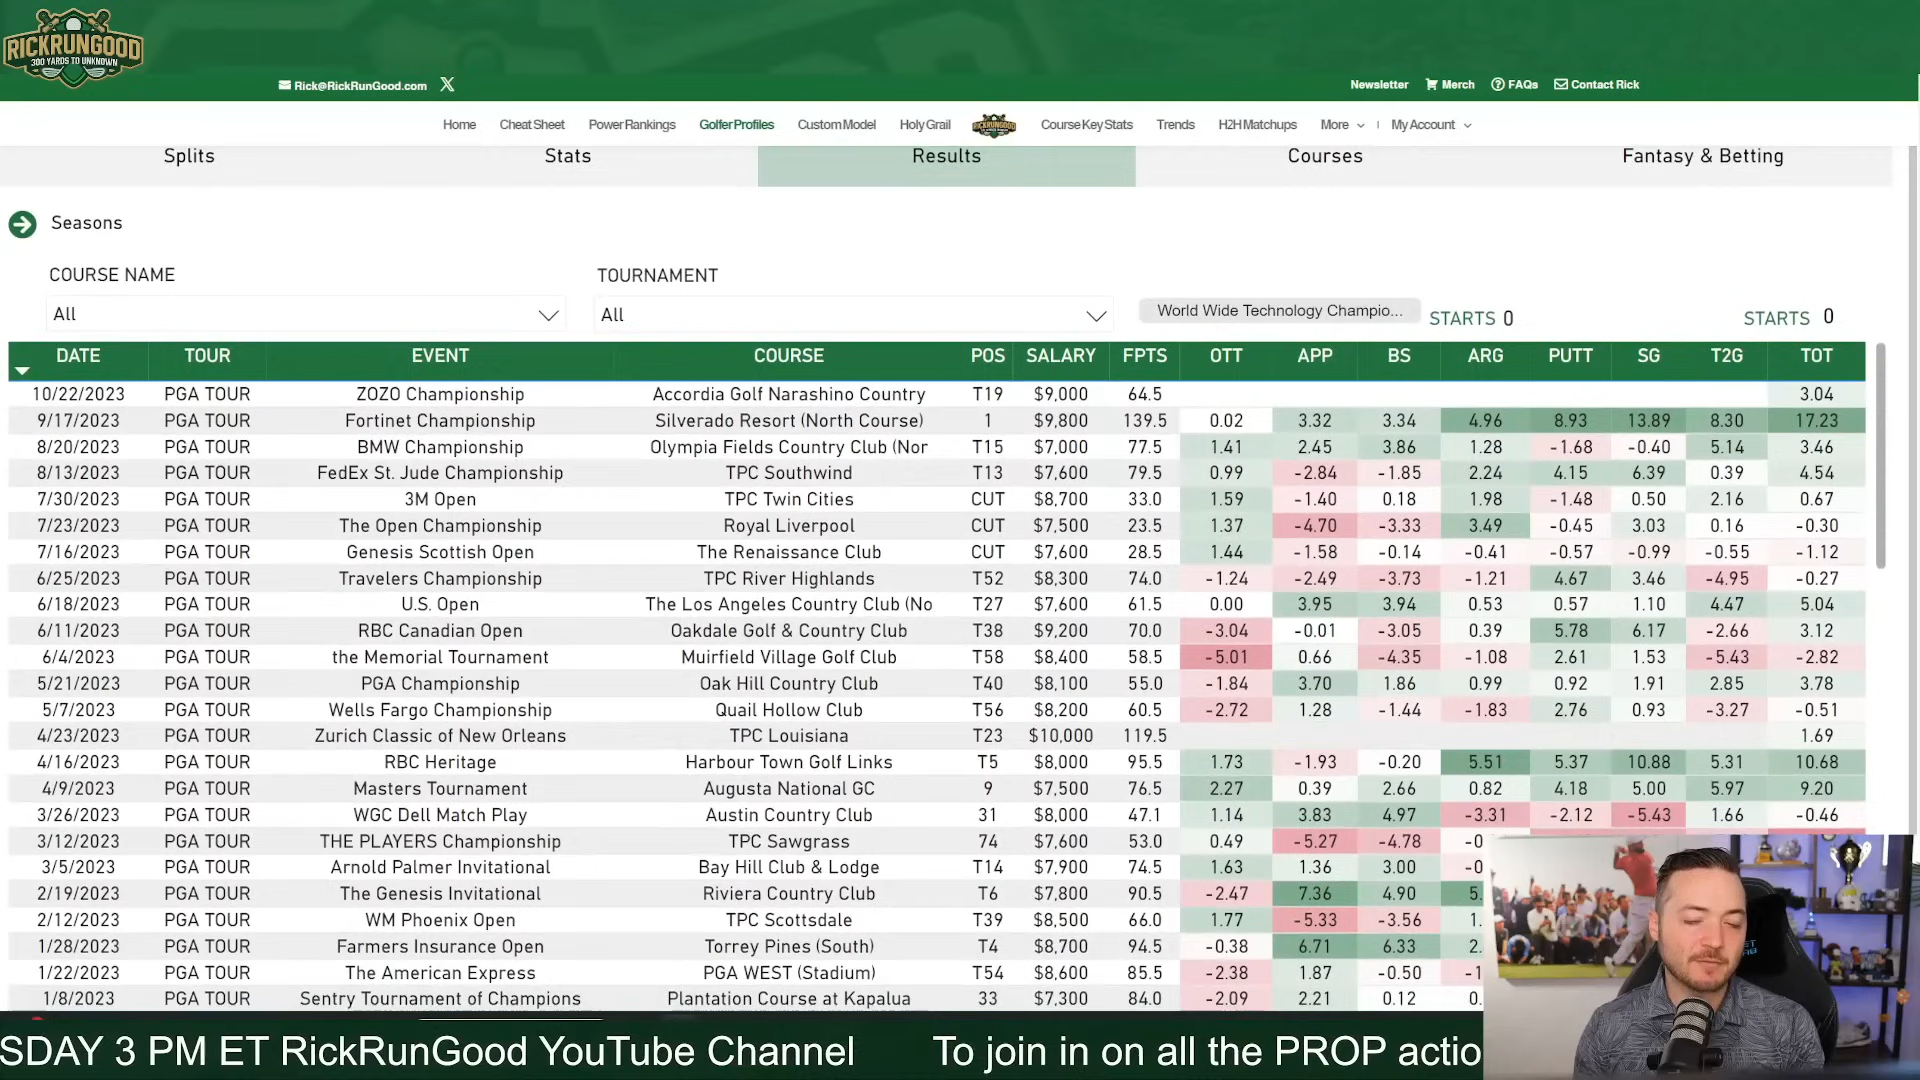 RICKRUNGOOD
300 YARDS TO UNKNOWN
Rick@RickRunGood.com
Newsletter Merch FAQs Contact Rick
Home Cheat Sheet Power Rankings Golfer Profiles Custom Model Holy Grail RICKRUNGOOD Course Key Stats Trends H2H Matchups More My Account
Splits Stats Results Courses Fantasy & Betting
Seasons
COURSE NAME TOURNAMENT
All All World Wide Technology Champio... STARTS 0 STARTS 0
DATE TOUR EVENT COURSE POS SALARY FPTS OTT APP BS ARG PUTT SG T2G TOT
10/22/2023 PGA TOUR ZOZO Championship Accordia Golf Narashino Country T19 $9,000 64.5 3.04
9/17/2023 PGA TOUR Fortinet Championship Silverado Resort (North Course) 1 $9,800 139.5 0.02 3.32 3.34 4.96 8.93 13.89 8.30 17.23
8/20/2023 PGA TOUR BMW Championship Olympia Fields Country Club (Nor T15 $7,000 77.5 1.41 2.45 3.86 1.28 -1.68 -0.40 5.14 3.46
8/13/2023 PGA TOUR FedEx St. Jude Championship TPC Southwind T13 $7,600 79.5 0.99 -2.84 -1.85 2.24 4.15 6.39 0.39 4.54
7/30/2023 PGA TOUR 3M Open TPC Twin Cities CUT $8,700 33.0 1.59 -1.40 0.18 1.98 -1.48 0.50 2.16 0.67
7/23/2023 PGA TOUR The Open Championship Royal Liverpool CUT $7,500 23.5 1.37 -4.70 -3.33 3.49 -0.45 3.03 0.16 -0.30
7/16/2023 PGA TOUR Genesis Scottish Open The Renaissance Club CUT $7,600 28.5 1.44 -1.58 -0.14 -0.41 -0.57 -0.99 -0.55 -1.12
6/25/2023 PGA TOUR Travelers Championship TPC River Highlands T52 $8,300 74.0 -1.24 -2.49 -3.73 -1.21 4.67 3.46 -4.95 -0.27
6/18/2023 PGA TOUR U.S. Open The Los Angeles Country Club (No T27 $7,600 61.5 0.00 3.95 3.94 0.53 0.57 1.10 4.47 5.04
6/11/2023 PGA TOUR RBC Canadian Open Oakdale Golf & Country Club T38 $9,200 70.0 -3.04 -0.01 -3.05 0.39 5.78 6.17 -2.66 3.12
6/4/2023 PGA TOUR the Memorial Tournament Muirfield Village Golf Club T58 $8,400 58.5 -5.01 0.66 -4.35 -1.08 2.61 1.53 -5.43 -2.82
5/21/2023 PGA TOUR PGA Championship Oak Hill Country Club T40 $8,100 55.0 -1.84 3.70 1.86 0.99 0.92 1.91 2.85 3.78
5/7/2023 PGA TOUR Wells Fargo Championship Quail Hollow Club T56 $8,200 60.5 -2.72 1.28 -1.44 -1.83 2.76 0.93 -3.27 -0.51
4/23/2023 PGA TOUR Zurich Classic of New Orleans TPC Louisiana T23 $10,000 119.5 1.69
4/16/2023 PGA TOUR RBC Heritage Harbour Town Golf Links T5 $8,000 95.5 1.73 -1.93 -0.20 5.51 5.37 10.88 5.31 10.68
4/9/2023 PGA TOUR Masters Tournament Augusta National GC 9 $7,500 76.5 2.27 0.39 2.66 0.82 4.18 5.00 5.97 9.20
3/26/2023 PGA TOUR WGC Dell Match Play Austin Country Club 31 $8,000 47.1 1.14 3.83 4.97 -3.31 -2.12 -5.43 1.66 -0.46
3/12/2023 PGA TOUR THE PLAYERS Championship TPC Sawgrass 74 $7,600 53.0 0.49 -5.27 -4.78 -0
3/5/2023 PGA TOUR Arnold Palmer Invitational Bay Hill Club & Lodge T14 $7,900 74.5 1.63 1.36 3.00 -0
2/19/2023 PGA TOUR The Genesis Invitational Riviera Country Club T6 $7,800 90.5 -2.47 7.36 4.90 5.
2/12/2023 PGA TOUR WM Phoenix Open TPC Scottsdale T39 $8,500 66.0 1.77 -5.33 -3.56 1.
1/28/2023 PGA TOUR Farmers Insurance Open Torrey Pines (South) T4 $8,700 94.5 -0.38 6.71 6.33 2.
1/22/2023 PGA TOUR The American Express PGA WEST (Stadium) T54 $8,600 85.5 -2.38 1.87 -0.50 -1
1/8/2023 PGA TOUR Sentry Tournament of Champions Plantation Course at Kapalua 33 $7,300 84.0 -2.09 2.21 0.12 0.
SDAY 3 PM ET RickRunGood YouTube Channel To join in on all the PROP actio